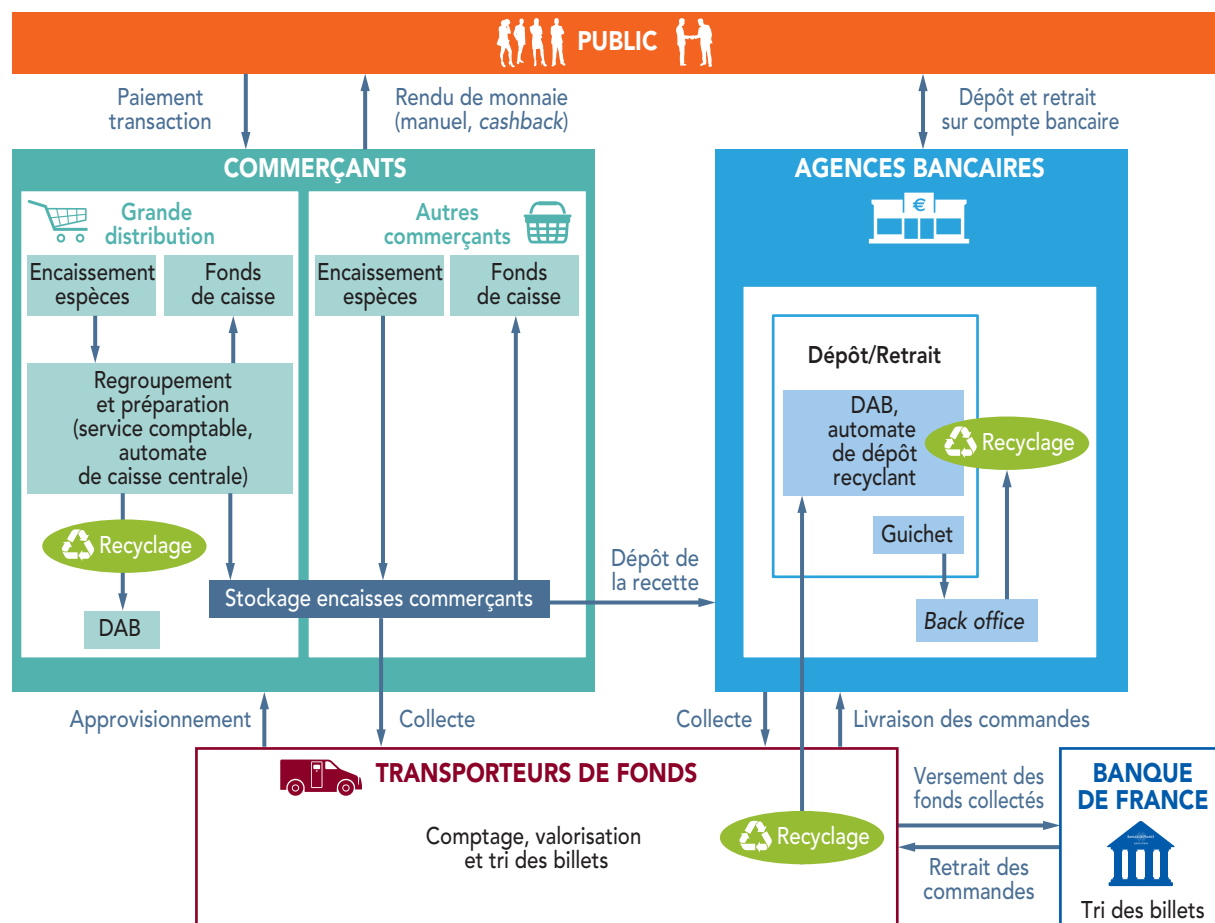 PUBLIC
Paiement
transaction
Rendu de monnaie
(manuel, cashback)
Dépôt et retrait
sur compte bancaire
COMMERÇANTS
Grande
distribution
Encaissement
espèces
Fonds
de caisse
Regroupement
et préparation
(service comptable,
automate
de caisse centrale)
Recyclage
DAB
Autres
commerçants
Encaissement
espèces
Fonds
de caisse
Stockage encaisses commerçants
Dépôt de
la recette
AGENCES BANCAIRES
€
Dépôt/Retrait
DAB,
automate
de dépôt
recyclant
Recyclage
Guichet
Back office
Approvisionnement
Collecte
Collecte
Livraison des commandes
TRANSPORTEURS DE FONDS
Comptage, valorisation
et tri des billets
Recyclage
Versement des
fonds collectés
Retrait des
commandes
BANQUE
DE FRANCE
Tri des billets